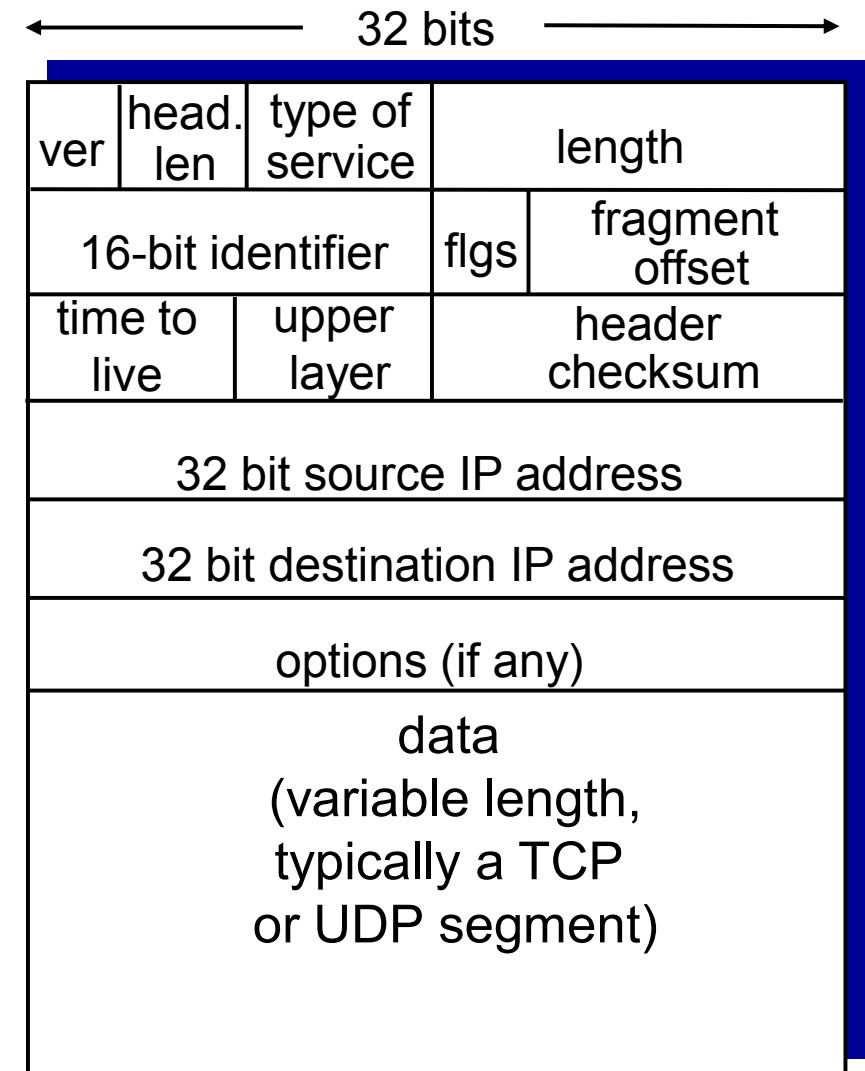 32 bits
ver
head.
len
type of
service
length
16-bit identifier
flgs
fragment
offset
time to
live
upper
layer
header
checksum
32 bit source IP address
32 bit destination IP address
options (if any)
data
(variable length,
typically a TCP
or UDP segment)